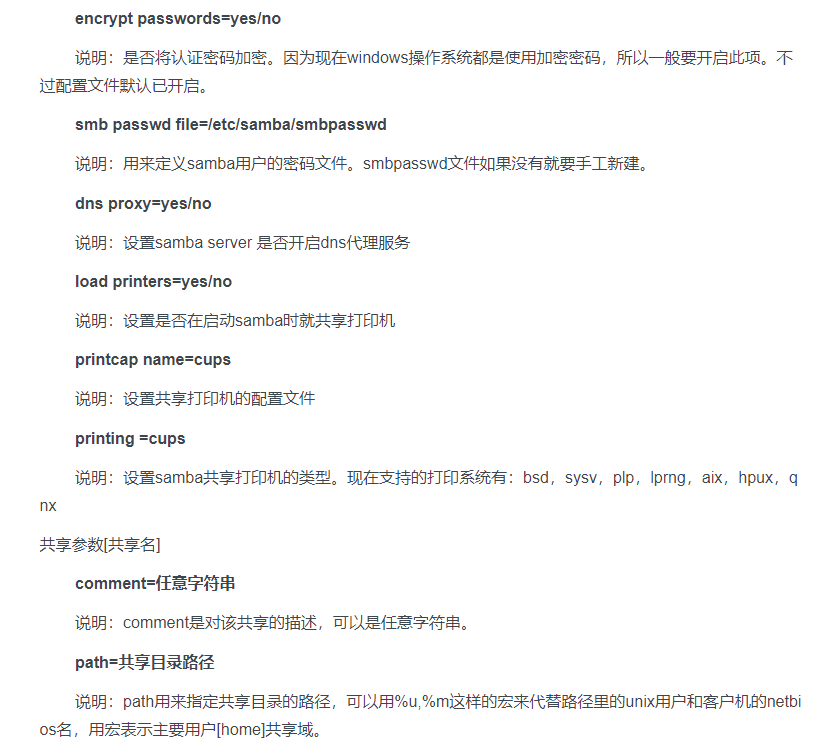 encrypt passwords=yes/no
说明：是否将认证密码加密。因为现在windows操作系统都是使用加密密码，所以一般要开启此项。不
过配置文件默认已开启。
smb passwd file=/etc/samba/smbpasswd
说明：用来定义samba用户的密码文件。smbpasswd文件如果没有就要手工新建。
dns proxy=yes/no
说明：设置samba server 是否开启dns代理服务
load printers=yes/no
说明：设置是否在启动samba时就共享打印机
printcap name=cups
说明：设置共享打印机的配置文件
printing =cups
说明：设置samba共享打印机的类型。现在支持的打印系统有：bsd，sysv，plp，lprng，aix，hpux，q
nx
共享参数[共享名]
comment=任意字符串
说明：comment是对该共享的描述，可以是任意字符串。
path=共享目录路径
说明：path用来指定共享目录的路径，可以用%u,%m这样的宏来代替路径里的unix用户和客户机的netbi
os名，用宏表示主要用户[home]共享域。